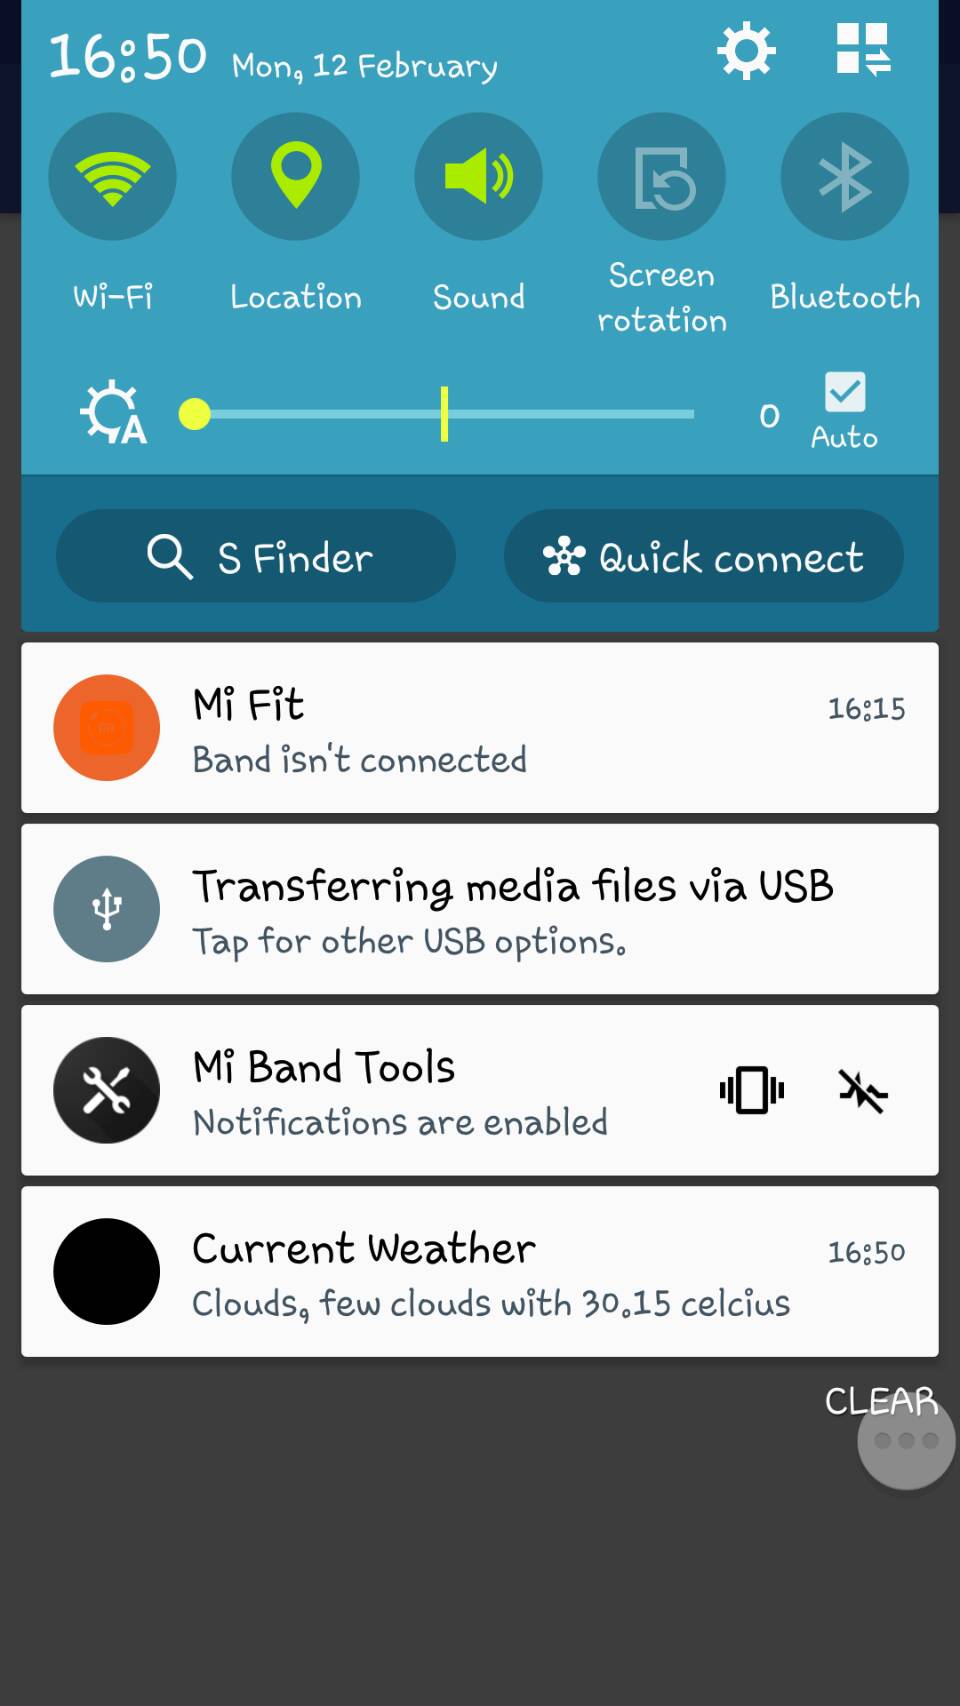 16:50 Mon, 12 February
Wi-Fi
Location
Sound
Screen
rotation
Bluetooth
A
0
Auto
S Finder
Quick connect
Mi Fit
16:15
Band isn't connected
Transferring media files via USB
Tap for other USB options.
Mi Band Tools
Notifications are enabled
Current Weather
16:50
Clouds, few clouds with 30.15 celcius
CLEAR